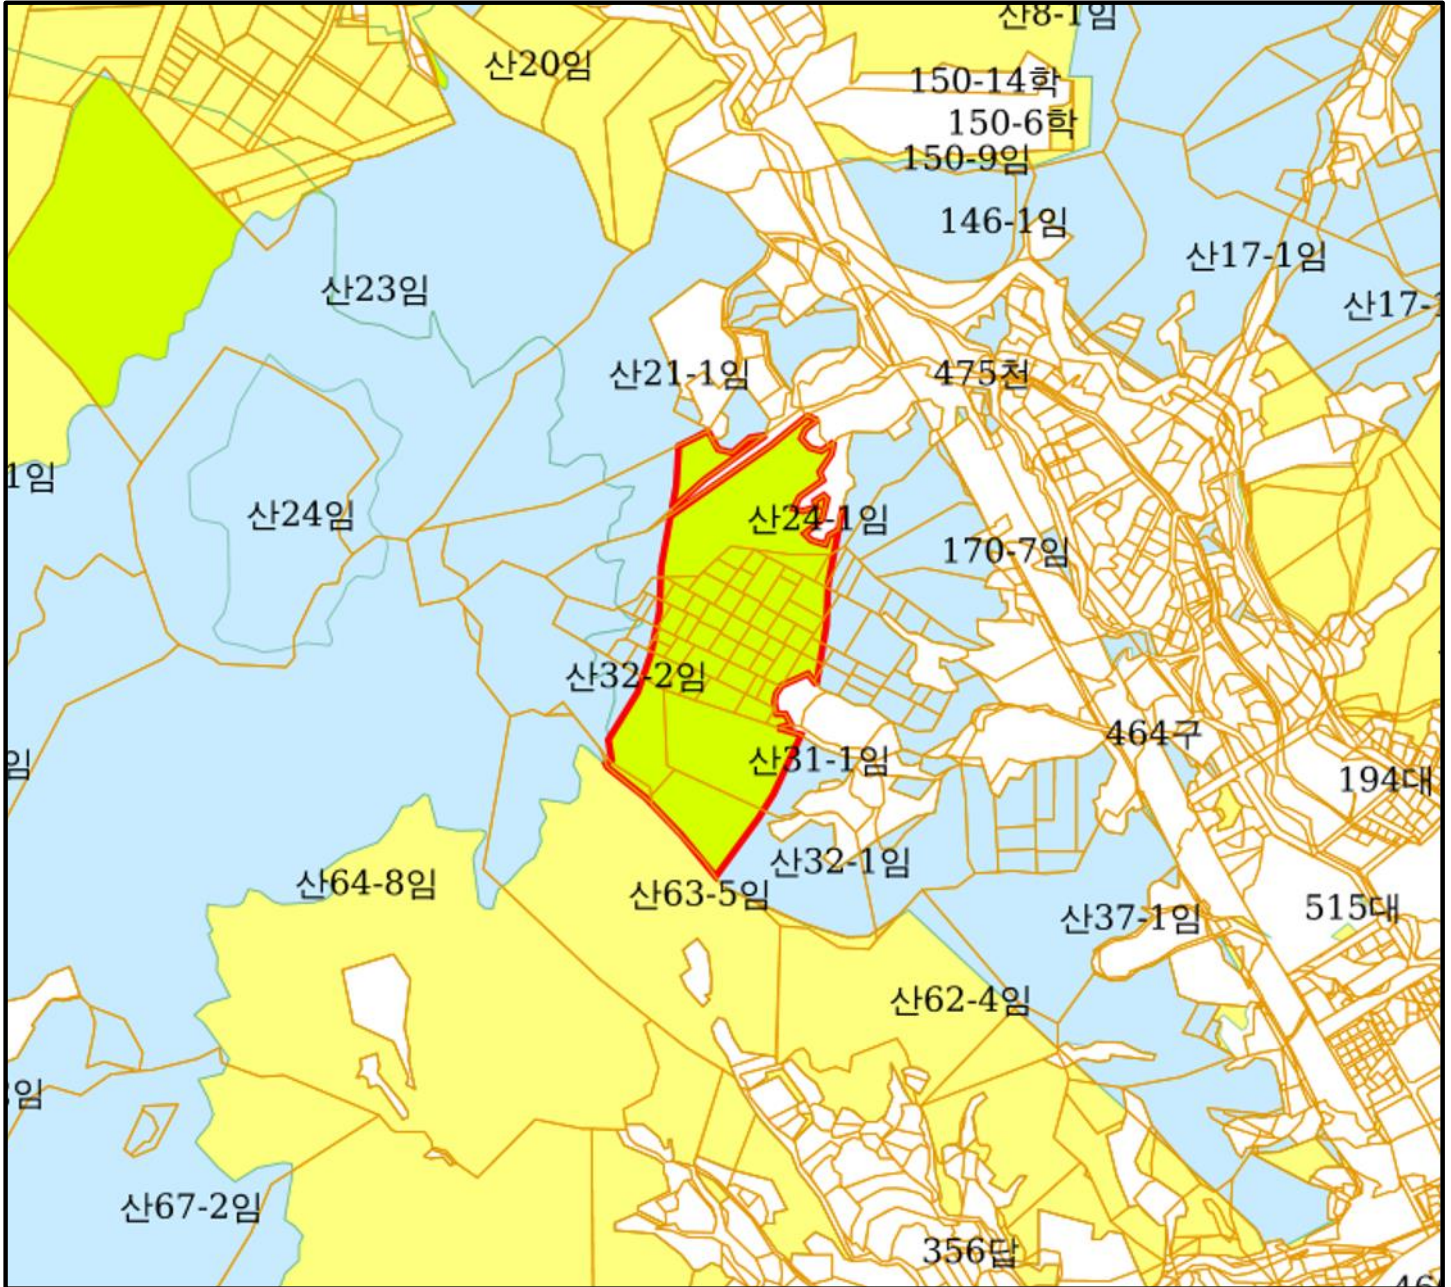 산8-1임
산20임
150-14학
150-6학
150-9임
146-1임
산17-1임
산23임
산17-1
산21-1임
475천
1임
산24임
산24-1임
170-7임
산32-2임
464구
임
산31-1임
194대
산32-1임
산64-8임
산63-5임
515대
산37-1임
산62-4임
임
산67-2임
356답
46